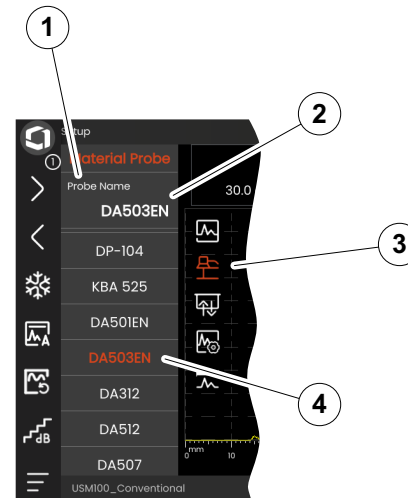 1
2
Setup
1
Material Probe
Probe Name
30.0
DA503EN
3
DP-104
KBA 525
DA501EN
A
DA503EN
4
DA312
dB
DA512
mm
0
10
DA507
USM100_Conventional